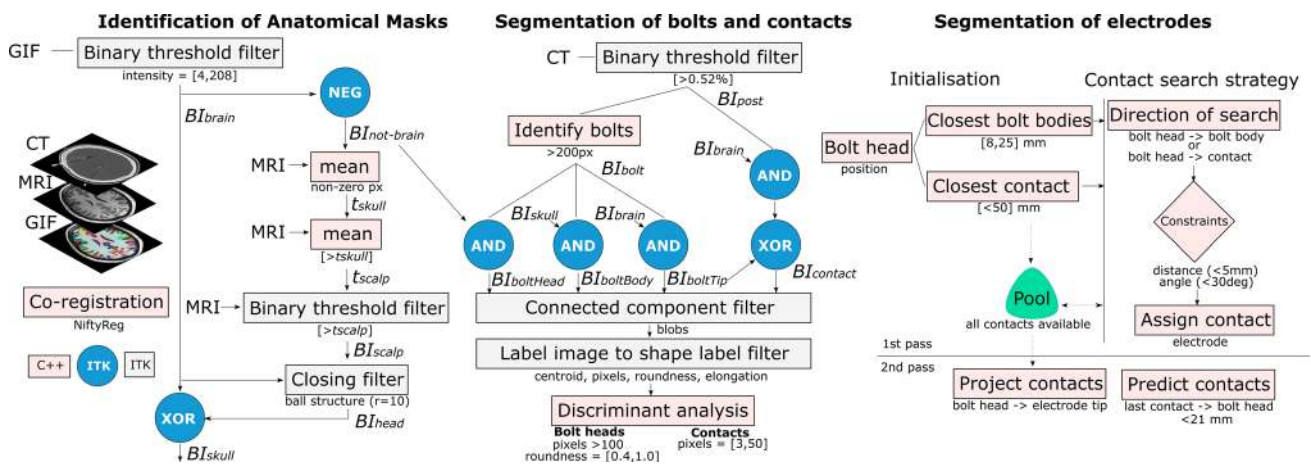 Identification of Anatomical Masks
GIF
Binary threshold filter
intensity = [4,208)
BIbrain
NEG
BInot-brain
CT
MRI
GIF
MRI
mean
non-zero px
tskull
MRI
mean
[>tskull]
tscalp
Co-registration
NiftyReg
MRI
Binary threshold filter
[>tscalp]
BIscalp
C++
ITK
ITK
Closing filter
ball structure (r=10)
XOR
BIhead
BIskull
Segmentation of bolts and contacts
CT
Binary threshold filter
[>0.52%]
BIpost
Identify bolts
>200px
BIbolt
BIbrain
AND
BIskull
BIbrain
AND
AND
AND
XOR
BIboltHead
BIboltBody
BIboltTip
BIcontact
Connected component filter
blobs
Label image to shape label filter
centroid, pixels, roundness, elongation
Discriminant analysis
Bolt heads
pixels >100
roundness = [0.4,1.0]
Contacts
pixels = [3,50]
Segmentation of electrodes
Initialisation
Contact search strategy
Closest bolt bodies
[8,25] mm
Bolt head
position
Closest contact
[<50] mm
Direction of search
bolt head -> bolt body
or
bolt head -> contact
Constraints
distance (<5mm)
angle (<30deg)
Pool
all contacts available
Assign contact
electrode
1st pass
2nd pass
Project contacts
bolt head -> electrode tip
Predict contacts
last contact -> bolt head
<21 mm